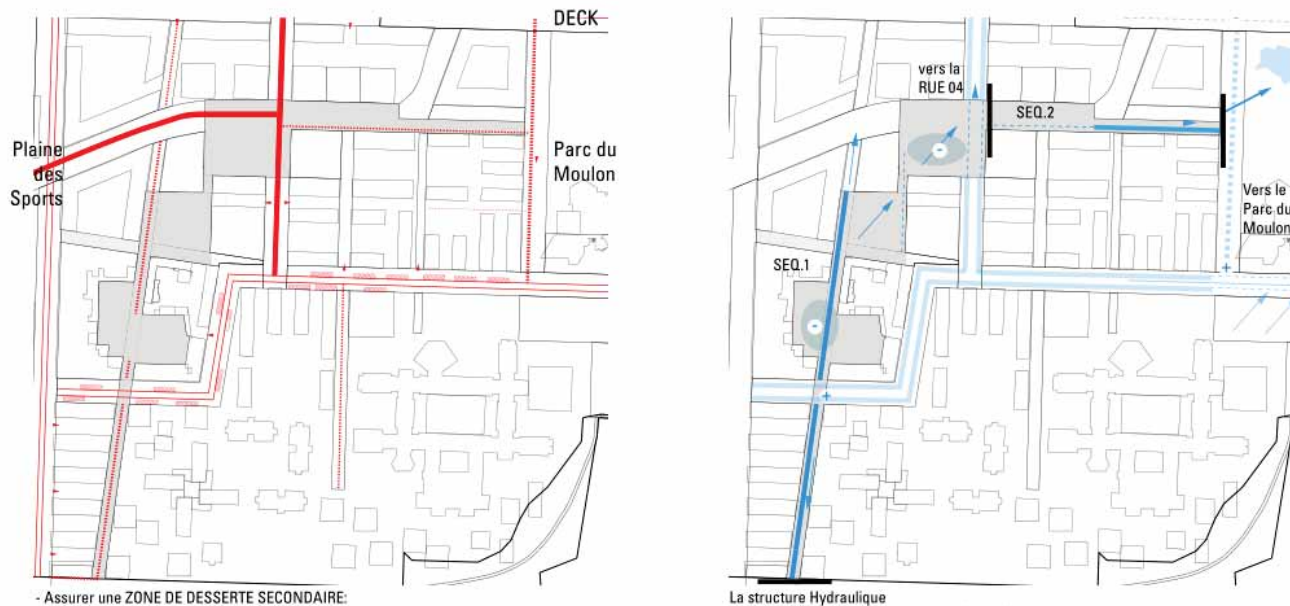 DECK
Plaine
des
Sports
Parc du
Moulon
- Assurer une ZONE DE DESSERTE SECONDAIRE:
vers la
RUE 04
SEQ.2
SEQ.1
Vers le
Parc du
Moulon
La structure Hydraulique